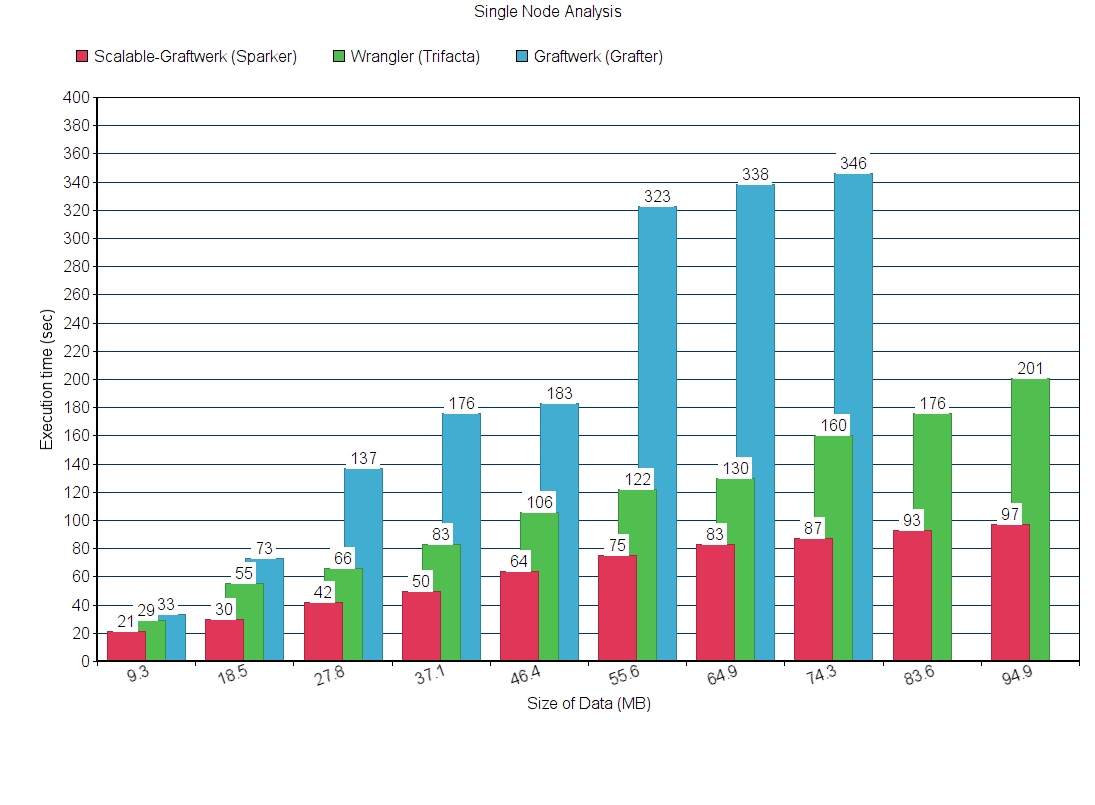 Single Node Analysis
Scalable-Graftwerk (Sparker) Wrangler (Trifacta) Graftwerk (Grafter)
400
380
360
340
320
300
280
260
240
220
200
180
160
140
120
100
80
60
40
20
0
Execution time (sec)
21 29 33
30 55 73
42 66 137
50 83 176
64 106 183
75 122 323
83 130 338
87 160 346
93 176
97 201
9.3 18.5 27.8 37.1 46.4 55.6 64.9 74.3 83.6 94.9
Size of Data (MB)